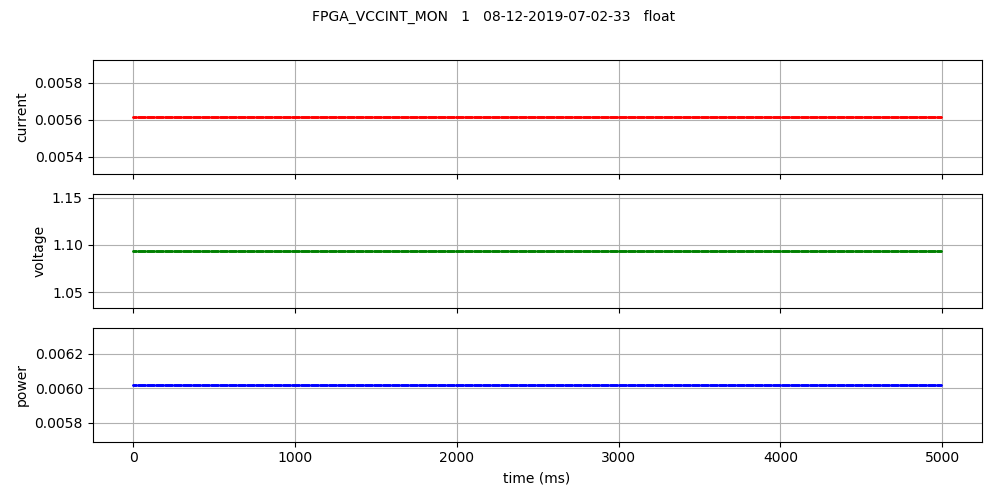 FPGA_VCCINT_MON 1 08-12-2019-07-02-33 float
0.0058
0.0056
0.0054
current
1.15
1.10
1.05
voltage
0.0062
0.0060
0.0058
power
0 1000 2000 3000 4000 5000
time (ms)